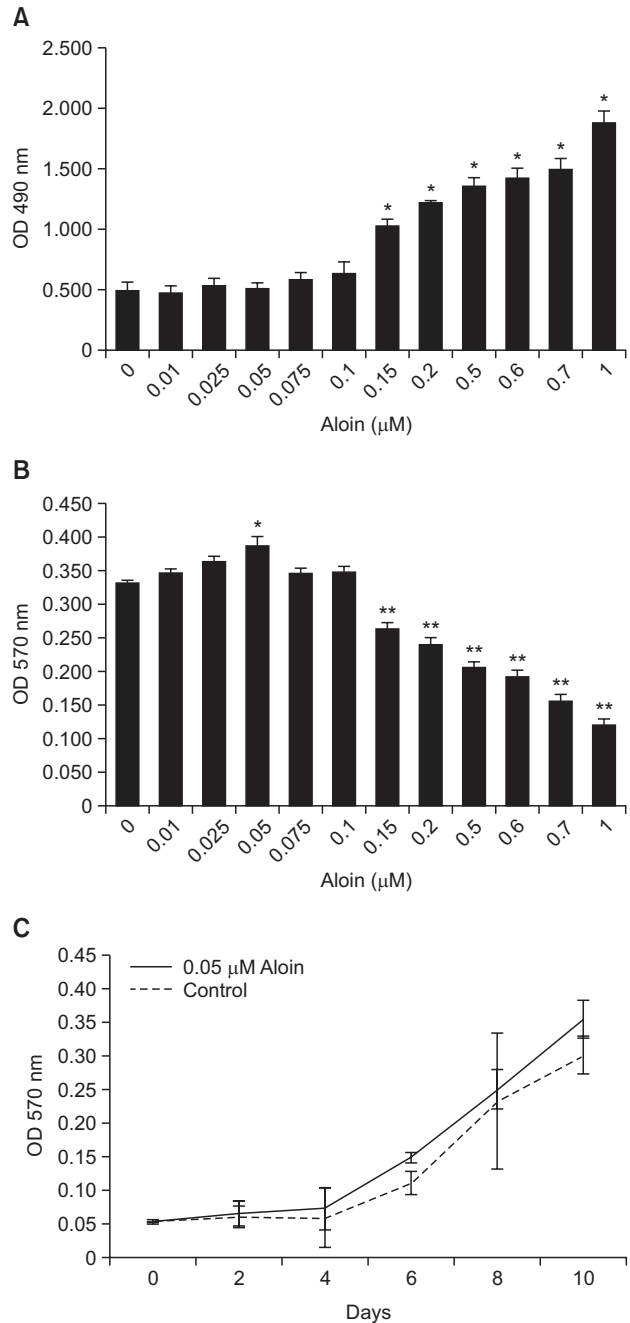 A
2.500
2.000
1.500
1.000
0.500
0
OD 490 nm
* * * * * *
0 0.01 0.025 0.05 0.075 0.1 0.15 0.2 0.5 0.6 0.7 1
Aloin (μM)
B
0.450
0.400
0.350
0.300
0.250
0.200
0.150
0.100
0.050
0
OD 570 nm
* ** ** ** ** ** **
0 0.01 0.025 0.05 0.075 0.1 0.15 0.2 0.5 0.6 0.7 1
Aloin (μM)
C
0.45
0.40
0.35
0.30
0.25
0.20
0.15
0.10
0.05
0
OD 570 nm
0.05 μM Aloin
Control
0 2 4 6 8 10
Days